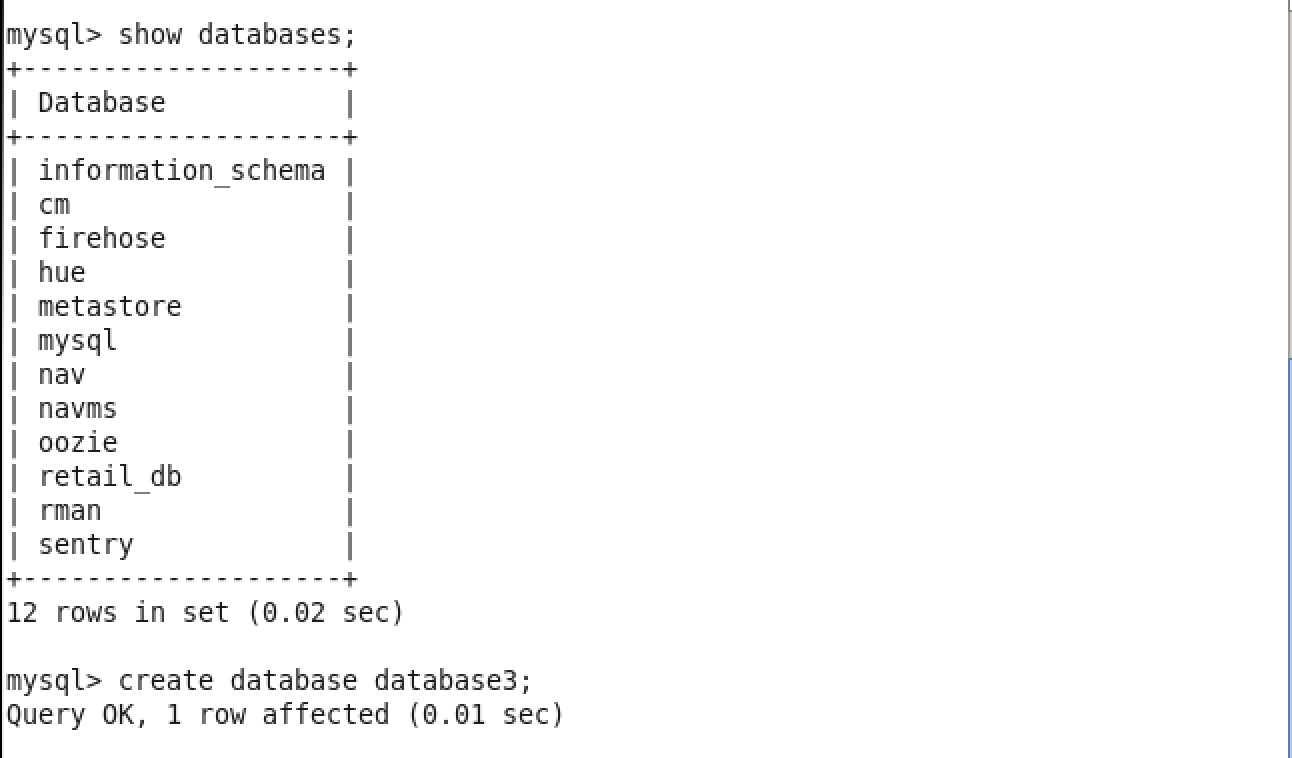 mysql> show databases;
+--------------------+
| Database           |
+--------------------+
| information_schema |
| cm                 |
| firehose           |
| hue                |
| metastore          |
| mysql              |
| nav                |
| navms              |
| oozie              |
| retail_db          |
| rman               |
| sentry             |
+--------------------+
12 rows in set (0.02 sec)
mysql> create database database3;
Query OK, 1 row affected (0.01 sec)